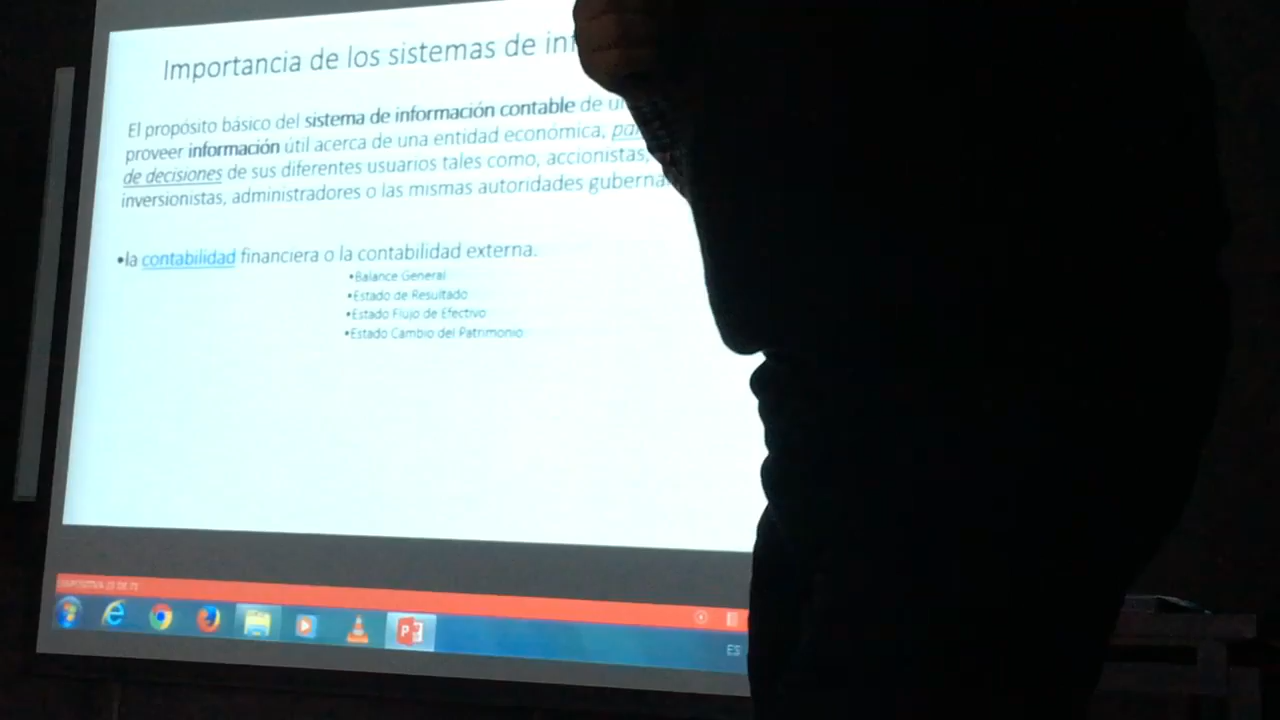 Importancia de los sistemas de inf
El propósito básico del sistema de información contable de un
proveer información útil acerca de una entidad económica, par
de decisiones de sus diferentes usuarios tales como, accionistas,
inversionistas, administradores o las mismas autoridades guberna
•la contabilidad financiera o la contabilidad externa.
•Balance General
•Estado de Resultado
•Estado Flujo de Efectivo
•Estado Cambio del Patrimonio
ES